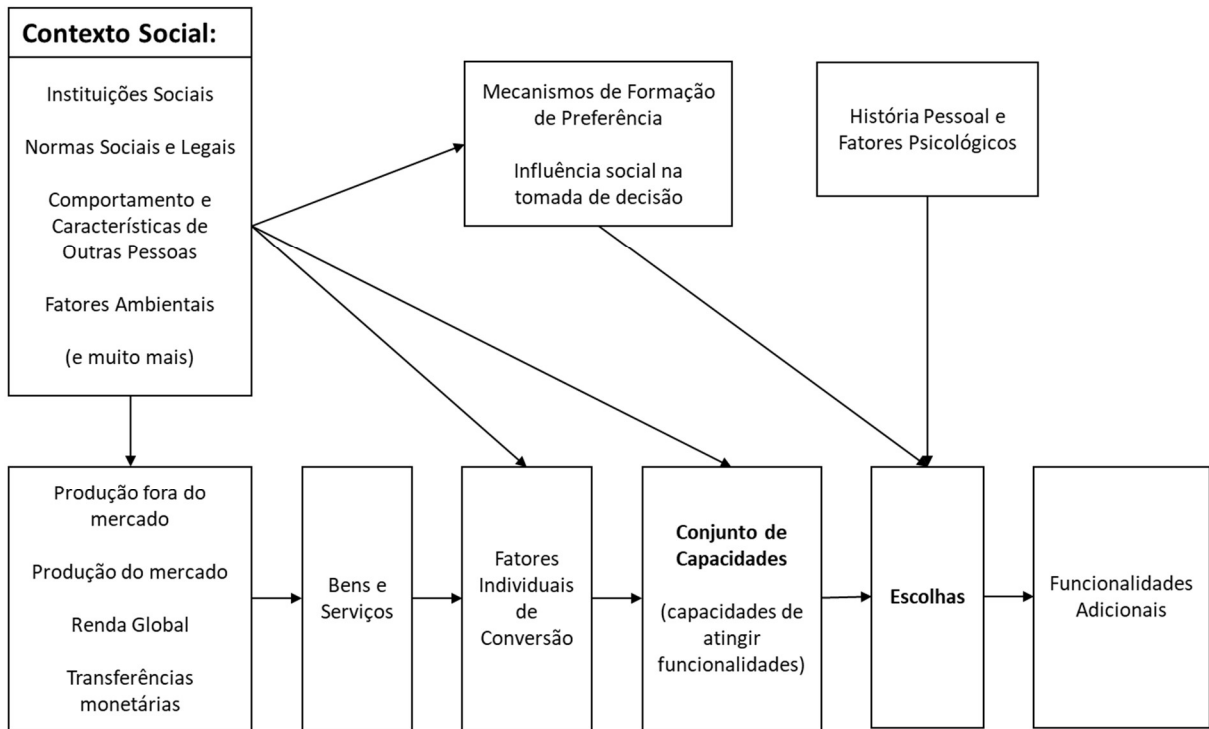 Contexto Social:
Instituições Sociais
Normas Sociais e Legais
Comportamento e
Características de
Outras Pessoas
Fatores Ambientais
(e muito mais)
Mecanismos de Formação
de Preferência
Influência social na
tomada de decisão
História Pessoal e
Fatores Psicológicos
Produção fora do
mercado
Produção do mercado
Renda Global
Transferências
monetárias
Bens e
Serviços
Fatores
Individuais
de
Conversão
Conjunto de
Capacidades
(capacidades de
atingir
funcionalidades)
Escolhas
Funcionalidades
Adicionais